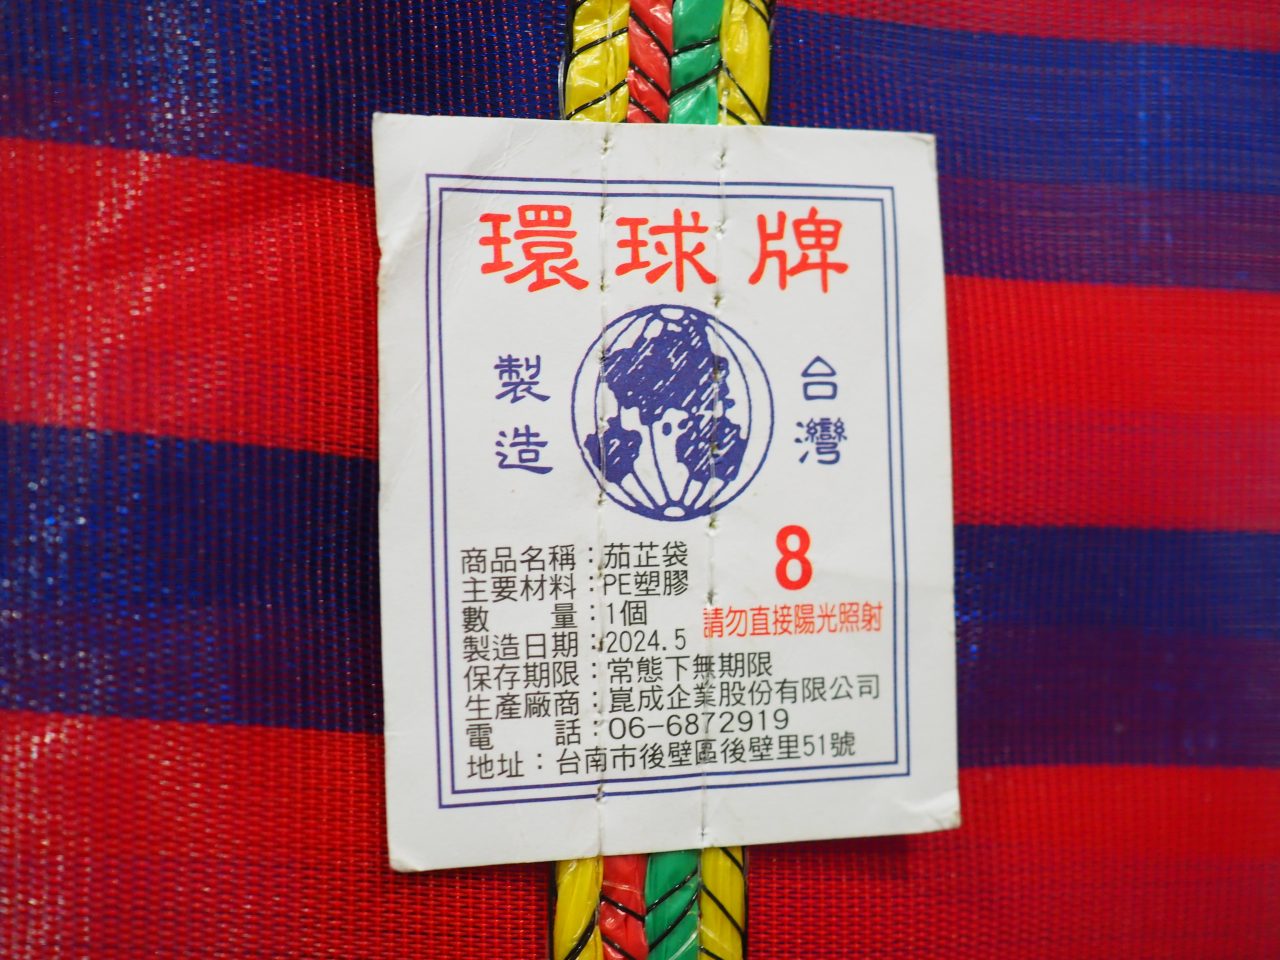 環球牌
製造
台灣
8
請勿直接陽光照射
商品名稱：茄芷袋
主要材料：PE塑膠
數量：1個
製造日期：2024.5
保存期限：常態下無期限
生產廠商：崑成企業股份有限公司
電話：06-6872919
地址：台南市後壁區後壁里51號